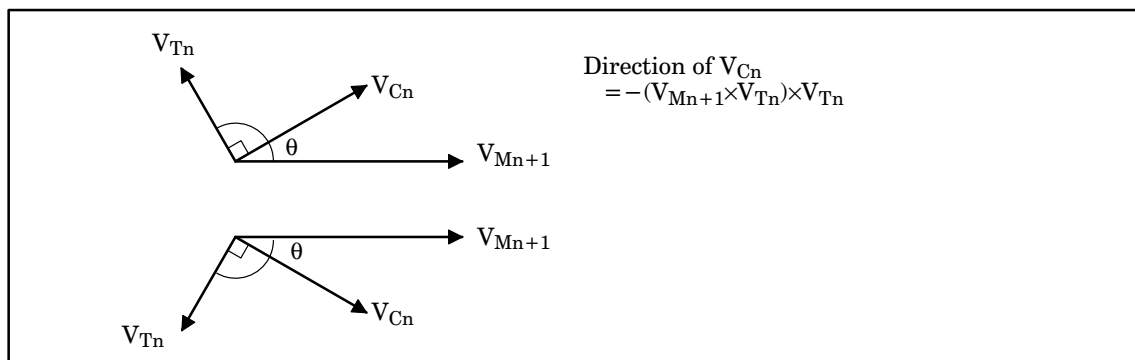 V_Tn
V_Cn
Direction of V_Cn
= −(V_Mn+1×V_Tn)×V_Tn
θ
V_Mn+1
V_Mn+1
θ
V_Cn
V_Tn